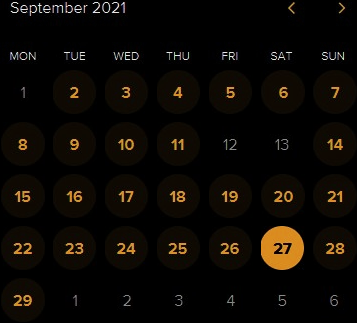 September 2021
MON TUE WED THU FRI SAT SUN
1 2 3 4 5 6 7
8 9 10 11 12 13 14
15 16 17 18 19 20 21
22 23 24 25 26 27 28
29 1 2 3 4 5 6